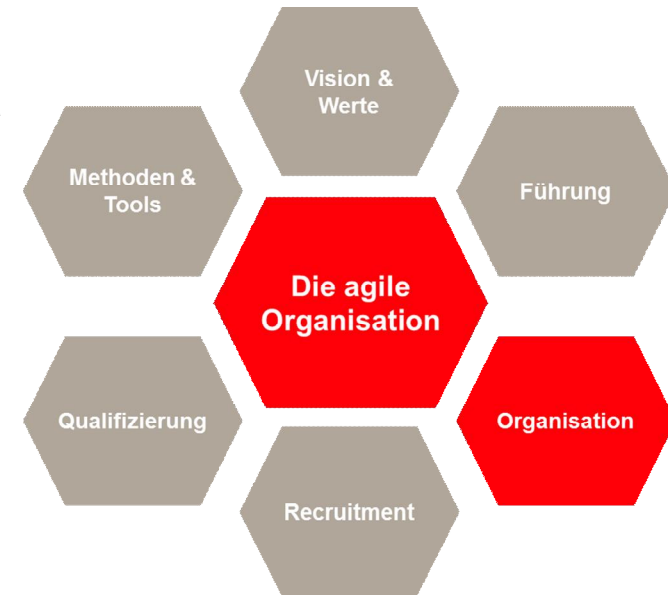 Vision &
Werte
Methoden &
Tools
Führung
Die agile
Organisation
Qualifizierung
Organisation
Recruitment